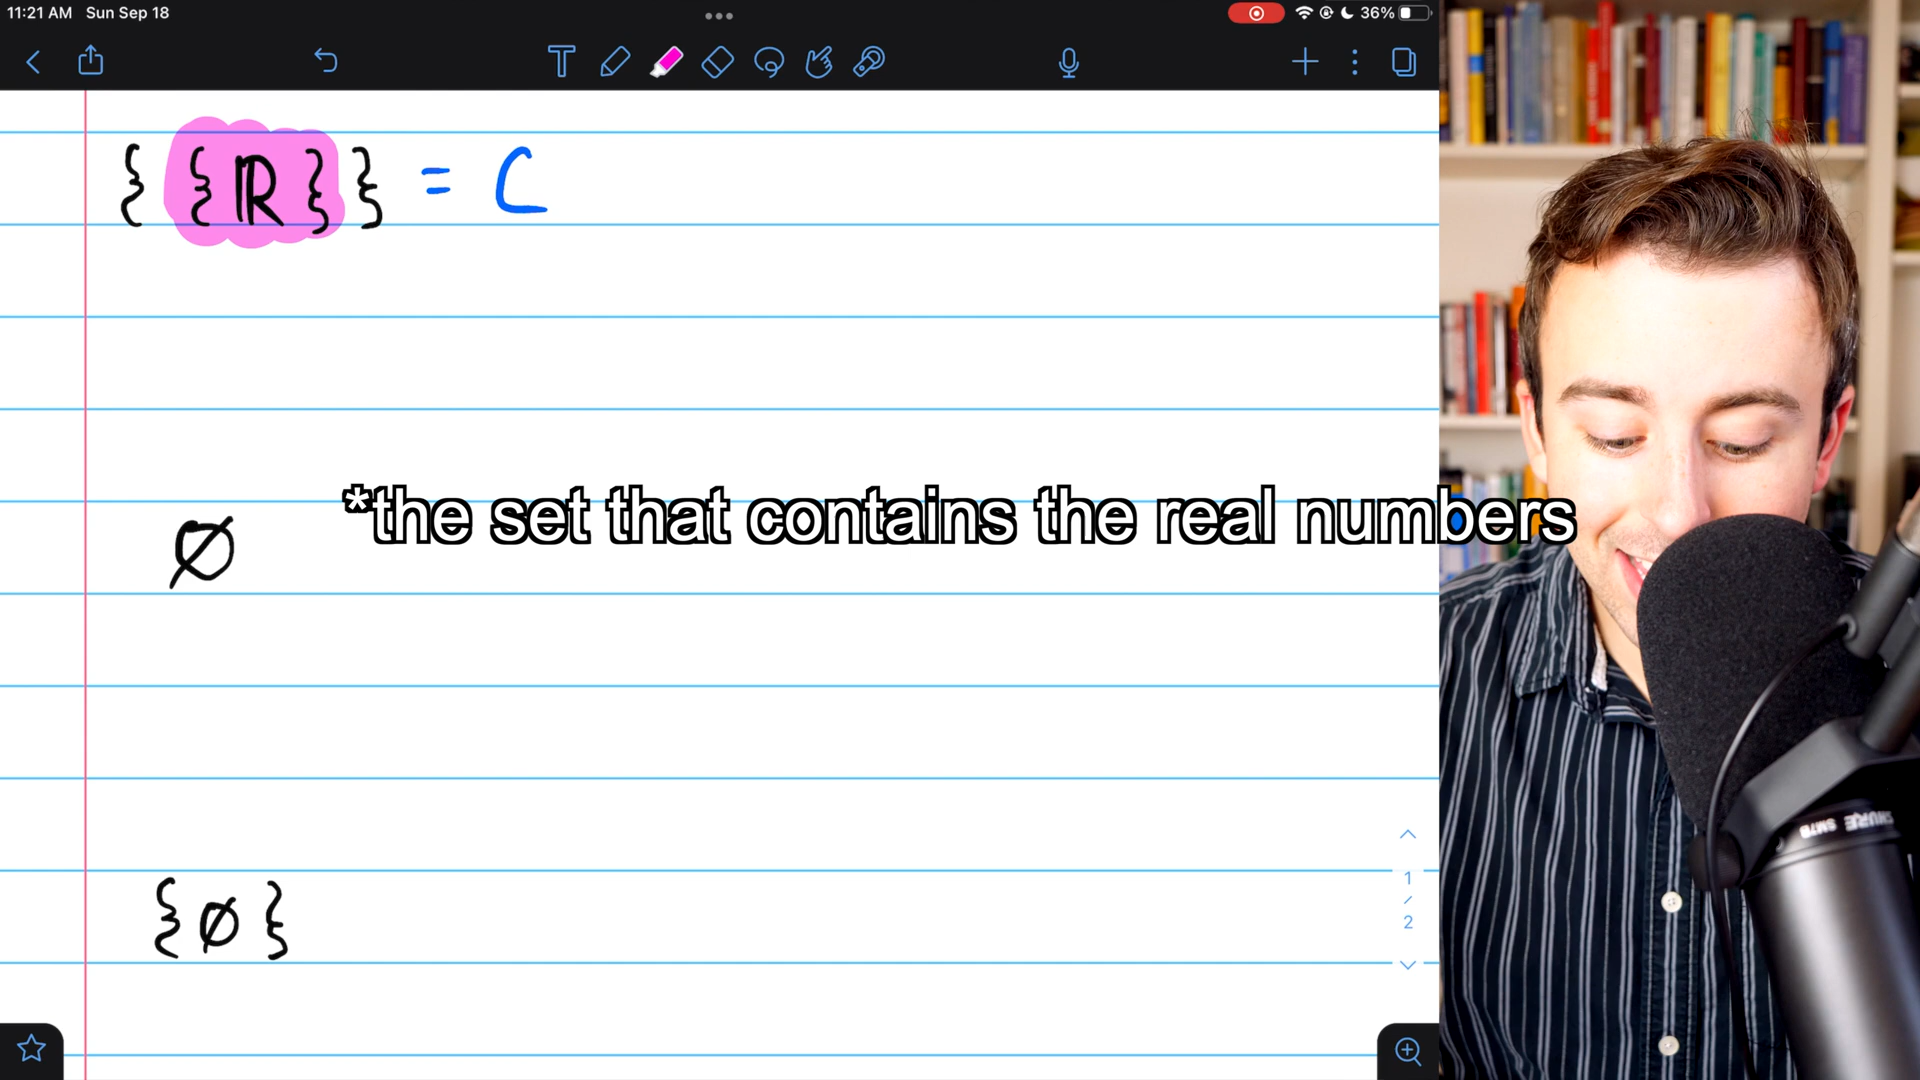 11:21 AM Sun Sep 18 36%
{ { ℝ } } = C
*the set that contains the real numbers
∅
{ ∅ }
1
/
2
SHURE SM7B